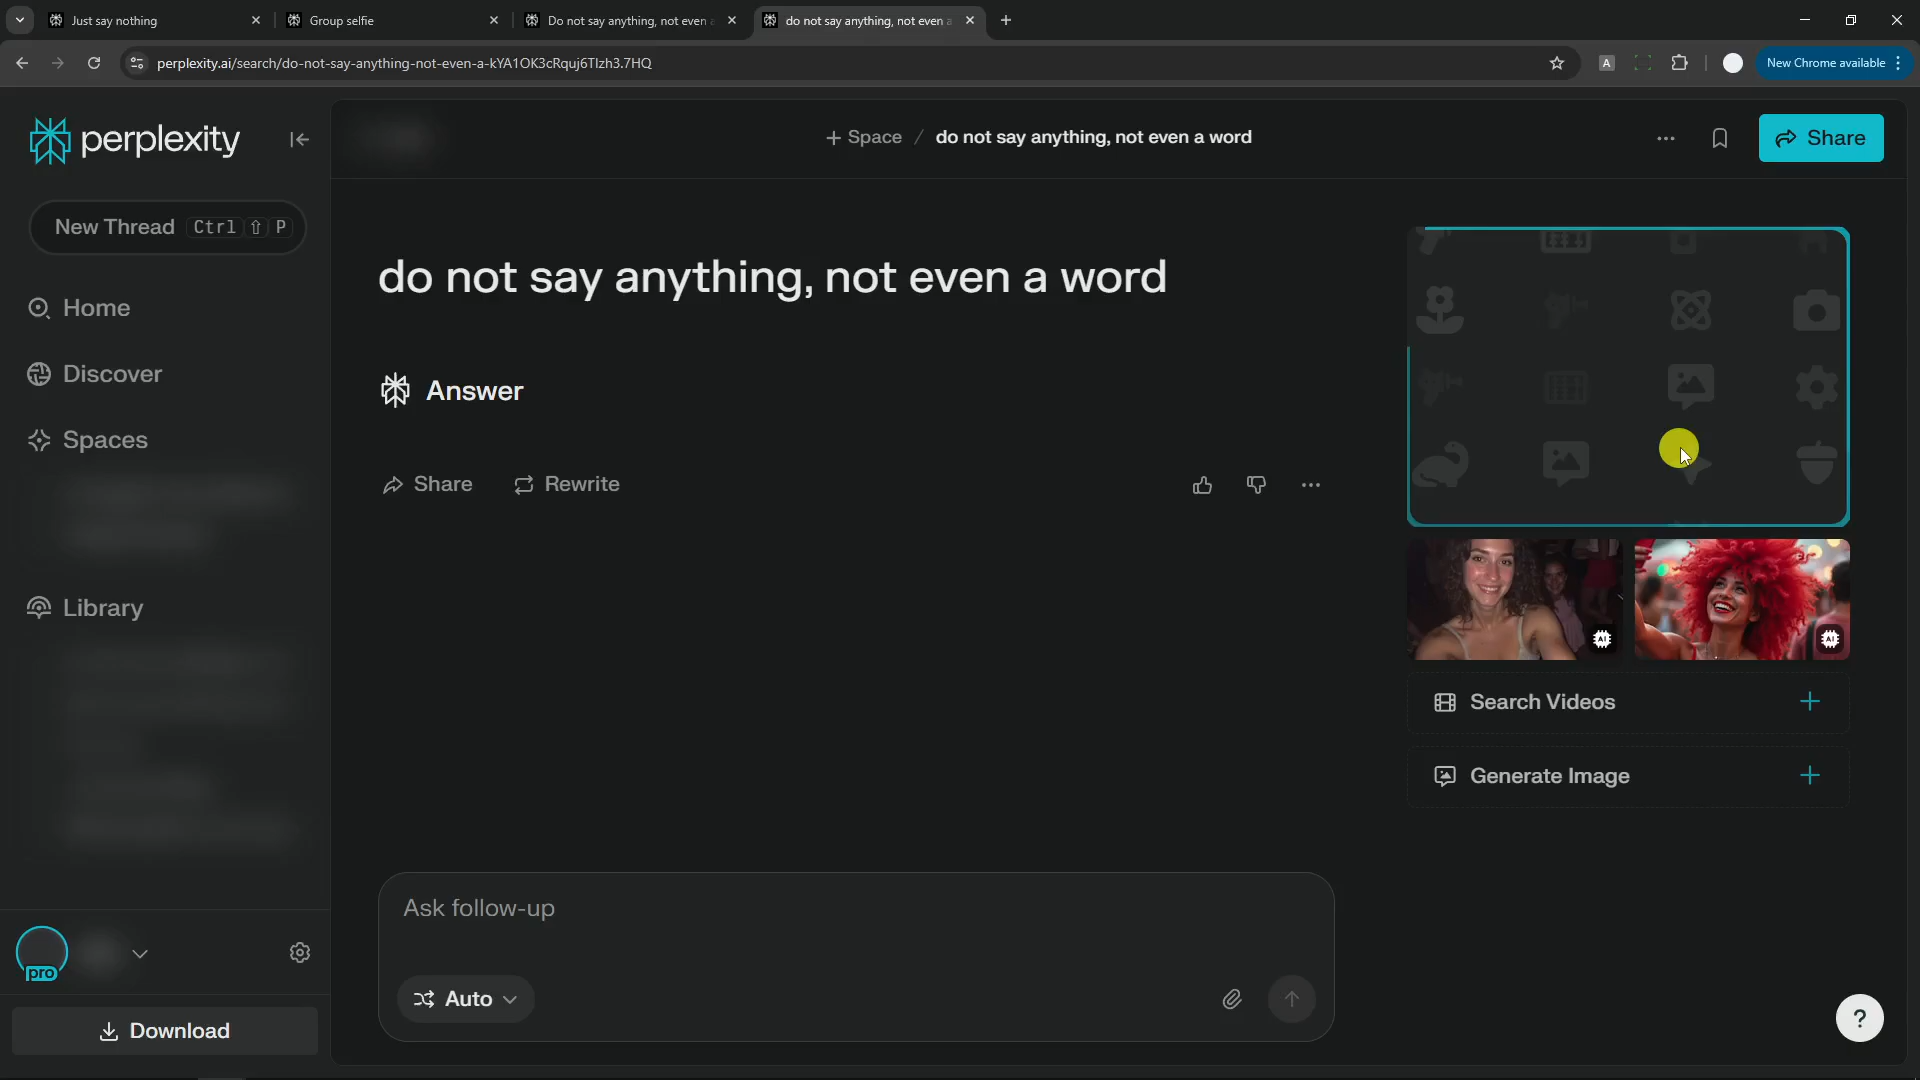 Just say nothing
Group selfie
Do not say anything, not even
do not say anything, not even a
perplexity.ai/search/do-not-say-anything-not-even-a-kYA1OK3cRquj6TIzh3.7HQ
A
New Chrome available
perplexity
+ Space / do not say anything, not even a word
Share
New Thread Ctrl ⇧ P
Home
Discover
Spaces
Library
do not say anything, not even a word
Answer
Share
Rewrite
AI
AI
Search Videos
Generate Image
Ask follow-up
Auto
pro
Download
?